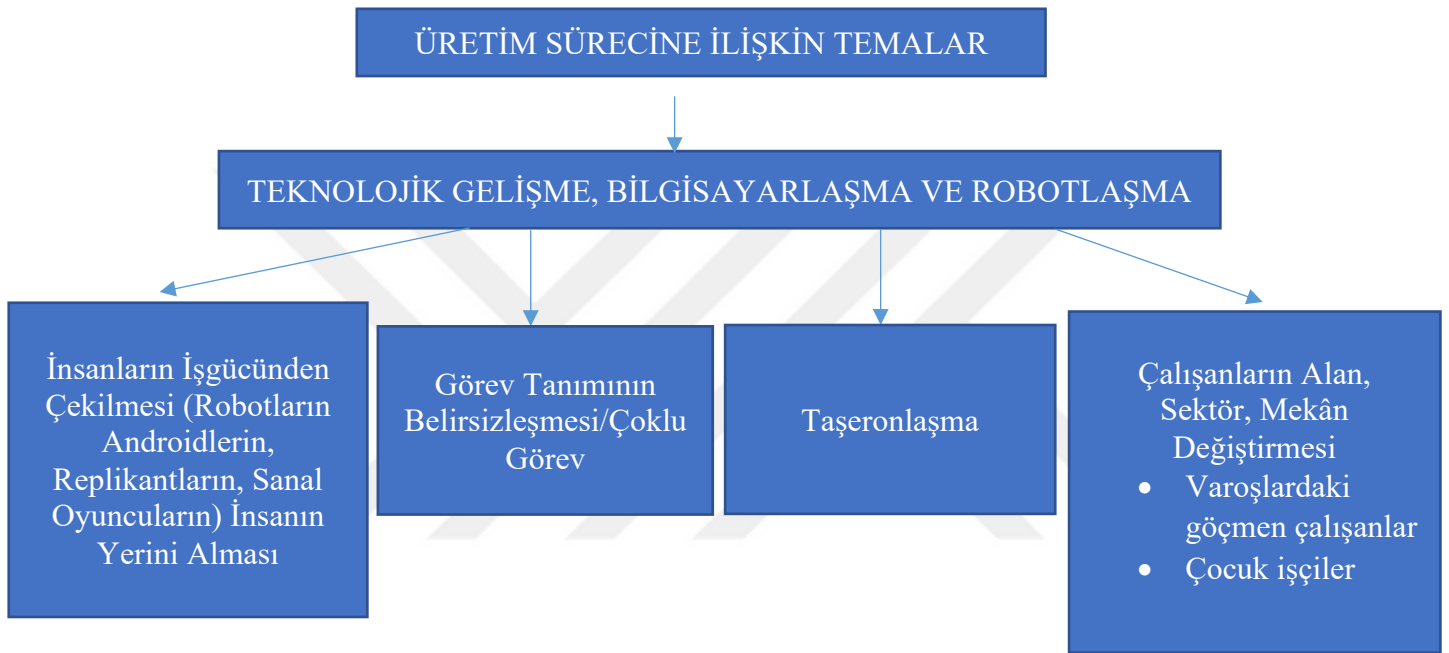 ÜRETİM SÜRECİNE İLİŞKİN TEMALAR
TEKNOLOJİK GELİŞME, BİLGİSAYARLAŞMA VE ROBOTLAŞMA
İnsanların İşgücünden
Çekilmesi (Robotların
Androidlerin,
Replikantların, Sanal
Oyuncuların) İnsanın
Yerini Alması
Görev Tanımının
Belirsizleşmesi/Çoklu
Görev
Taşeronlaşma
Çalışanların Alan,
Sektör, Mekân
Değiştirmesi
• Varoşlardaki
göçmen çalışanlar
• Çocuk işçiler